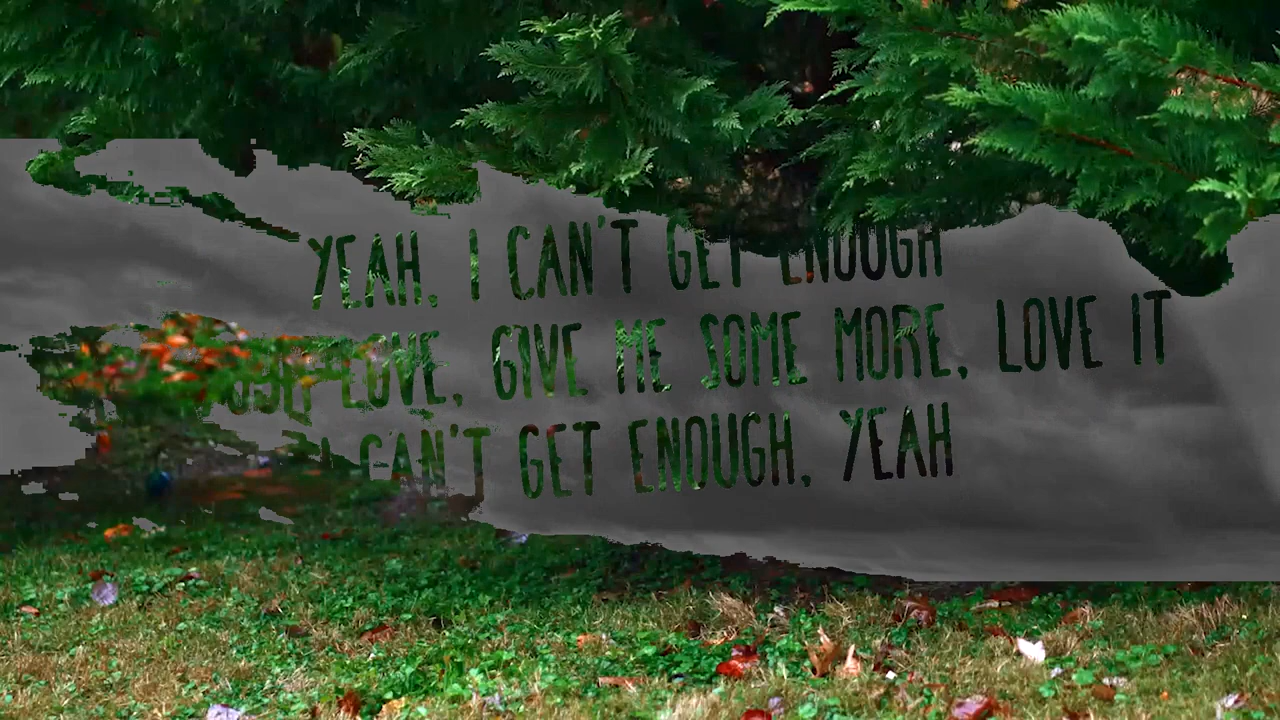 YEAH, I CAN'T GET ENOUGH
LOVE, GIVE ME SOME MORE, LOVE IT
I CAN'T GET ENOUGH, YEAH